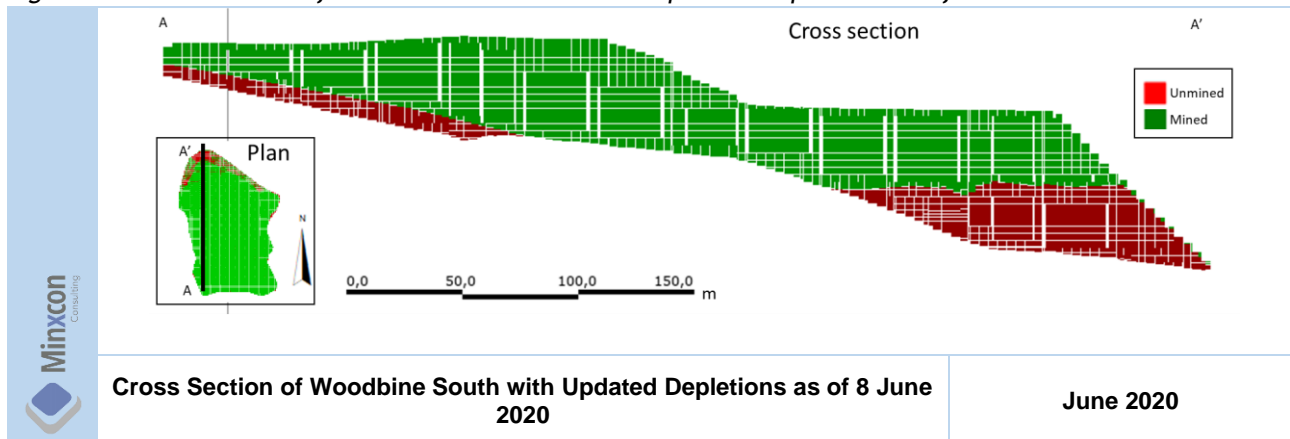 A
Cross section
A'
Unmined
Mined
A'
Plan
N
A
0,0 50,0 100,0 150,0 m
Minxcon
Consulting
Cross Section of Woodbine South with Updated Depletions as of 8 June
2020
June 2020